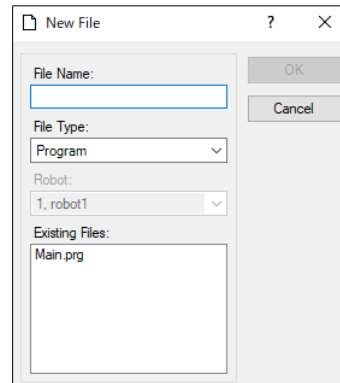 New File
?
File Name:
OK
Cancel
File Type:
Program
Robot:
1, robot1
Existing Files:
Main.prg